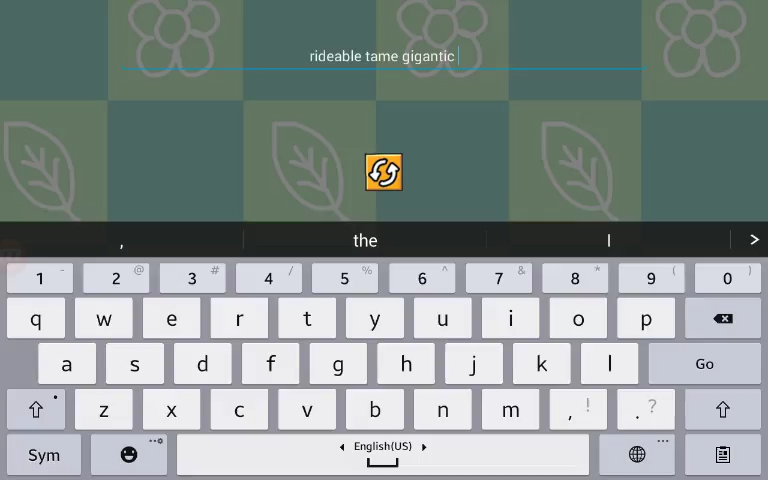 rideable tame gigantic
, the I >
1 - 2 @ 3 # 4 / 5 % 6 ^ 7 & 8 * 9 ( 0 )
q w e r t y u i o p
a s d f g h j k l Go
z x c v b n m , ! . ?
Sym English(US)